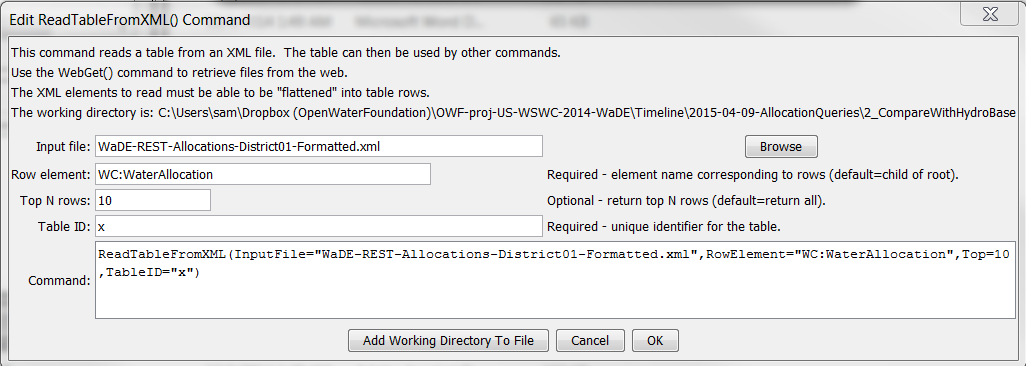 Edit ReadTableFromXML() Command
This command reads a table from an XML file. The table can then be used by other commands.
Use the WebGet() command to retrieve files from the web.
The XML elements to read must be able to be "flattened" into table rows.
The working directory is: C:\Users\sam\Dropbox (OpenWaterFoundation)\OWF-proj-US-WSWC-2014-WaDE\Timeline\2015-04-09-AllocationQueries\2_CompareWithHydroBase
Input file: WaDE-REST-Allocations-District01-Formatted.xml Browse
Row element: WC:WaterAllocation Required - element name corresponding to rows (default=child of root).
Top N rows: 10 Optional - return top N rows (default=return all).
Table ID: x Required - unique identifier for the table.
Command: ReadTableFromXML(InputFile="WaDE-REST-Allocations-District01-Formatted.xml",RowElement="WC:WaterAllocation",Top=10
,TableID="x")
Add Working Directory To File Cancel OK